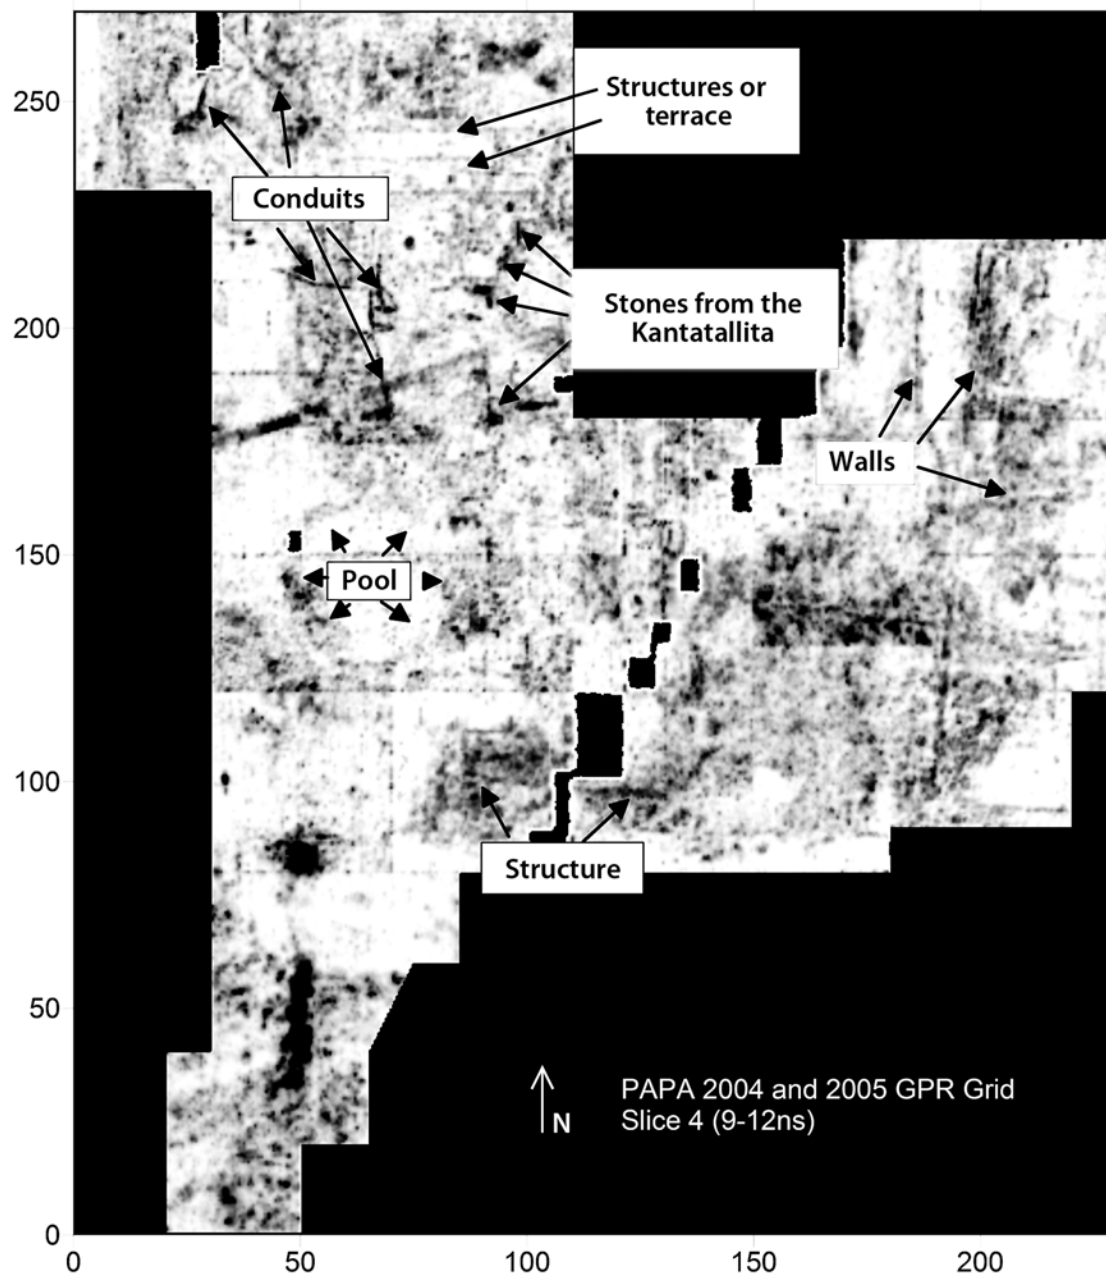 250
200
150
100
50
0
0
50
100
150
200
Structures or
terrace
Conduits
Stones from the
Kantatallita
Walls
Pool
Structure
N
PAPA 2004 and 2005 GPR Grid
Slice 4 (9-12ns)